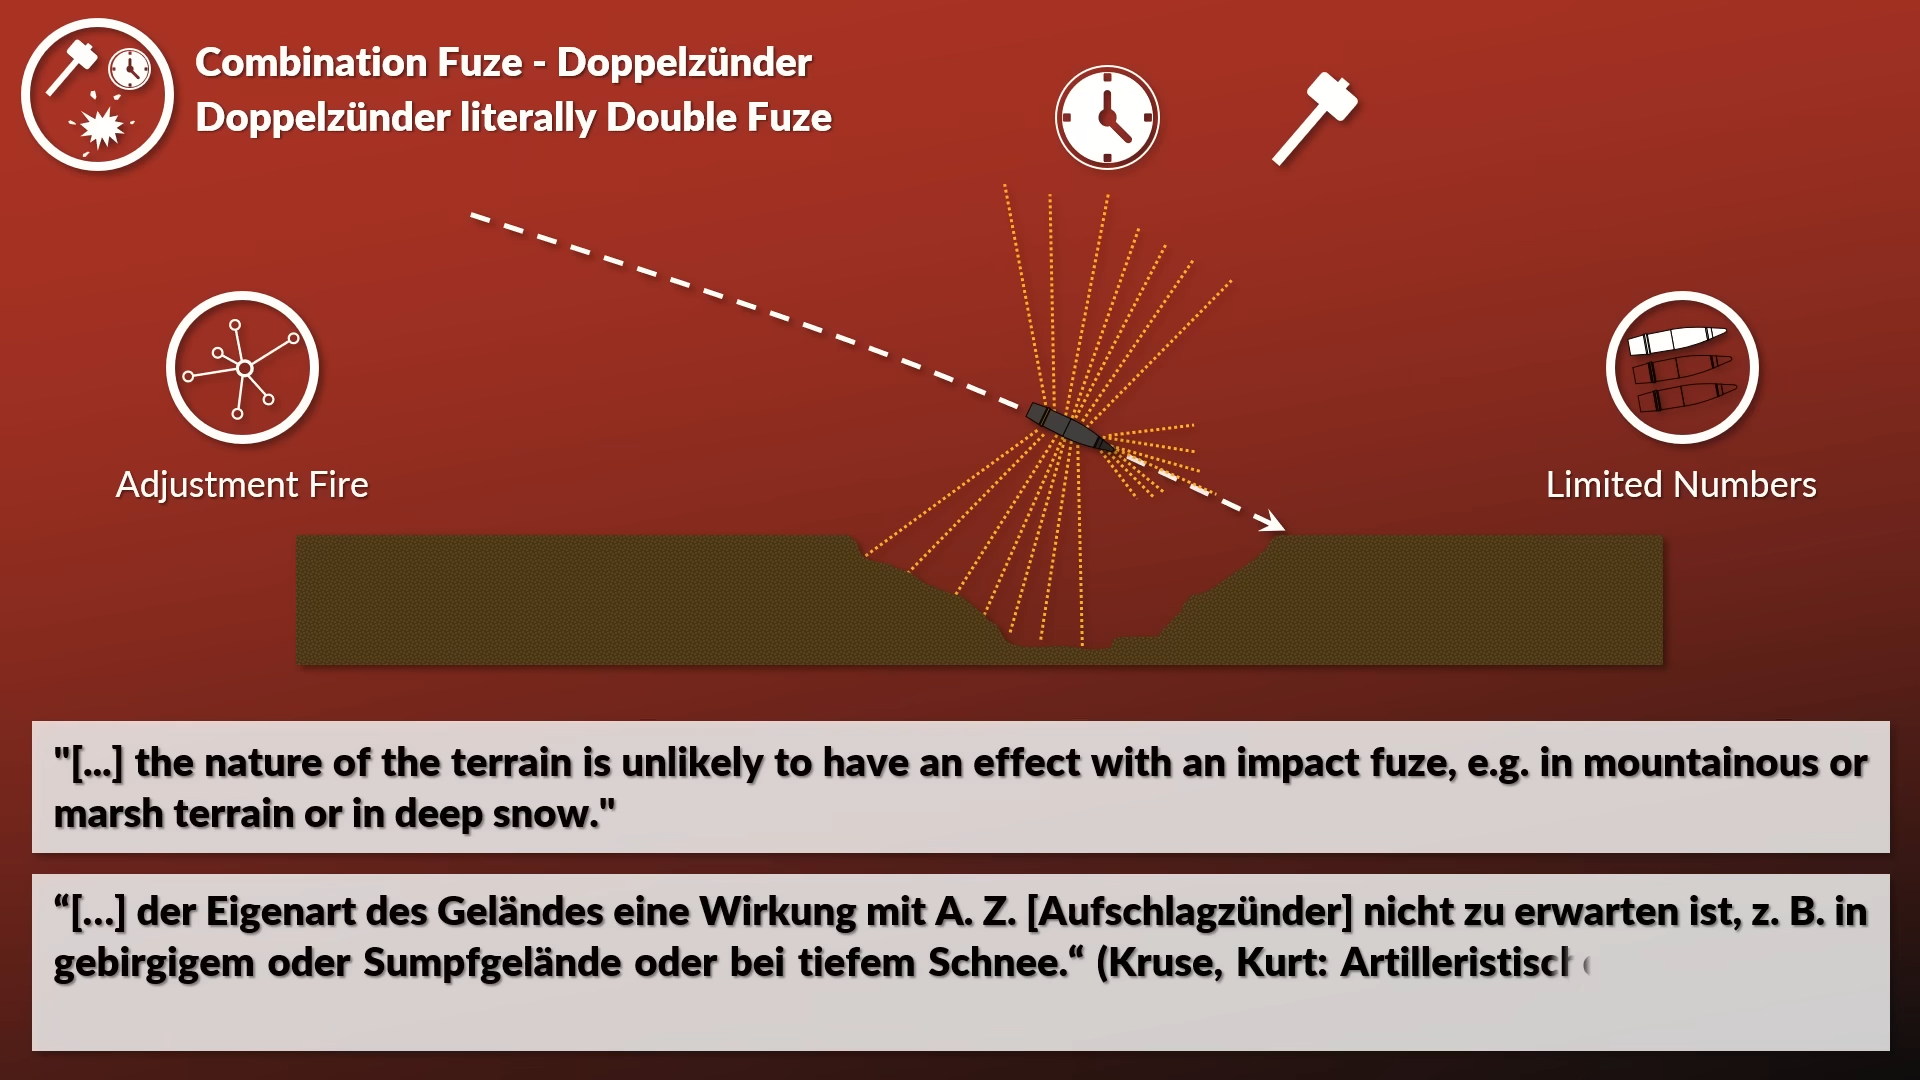 Combination Fuze - Doppelzünder
Doppelzünder literally Double Fuze
Adjustment Fire
Limited Numbers
"[...] the nature of the terrain is unlikely to have an effect with an impact fuze, e.g. in mountainous or
marsh terrain or in deep snow."
“[…] der Eigenart des Geländes eine Wirkung mit A. Z. [Aufschlagzünder] nicht zu erwarten ist, z. B. in
gebirgigem oder Sumpfgelände oder bei tiefem Schnee.“ (Kruse, Kurt: